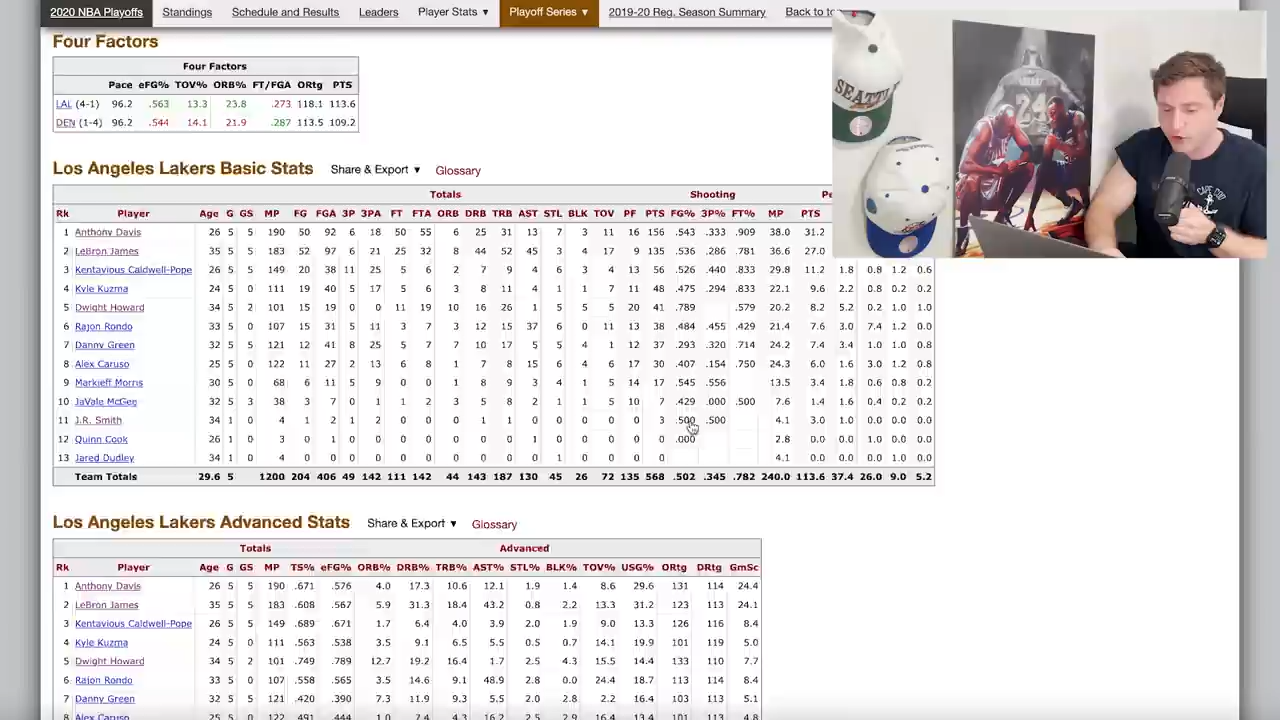 2020 NBA Playoffs Standings Schedule and Results Leaders Player Stats ▼ Playoff Series ▼ 2019-20 Reg. Season Summary Back to
Four Factors
Four Factors
Pace eFG% TOV% ORB% FT/FGA ORtg PTS
LAL (4-1) 96.2 .563 13.3 23.8 .273 118.1 113.6
DEN (1-4) 96.2 .544 14.1 21.9 .287 113.5 109.2
Los Angeles Lakers Basic Stats Share & Export ▼ Glossary
Totals Shooting
Rk Player Age G GS MP FG FGA 3P 3PA FT FTA ORB DRB TRB AST STL BLK TOV PF PTS FG% 3P% FT% MP PTS
1 Anthony Davis 26 5 5 190 50 92 6 18 50 55 6 25 31 13 7 3 11 16 156 .543 .333 .909 38.0 31.2
2 LeBron James 35 5 5 183 52 97 6 21 25 32 8 44 52 45 3 4 17 9 135 .536 .286 .781 36.6 27.0
3 Kentavious Caldwell-Pope 26 5 5 149 20 38 11 25 5 6 2 7 9 4 6 3 4 13 56 .526 .440 .833 29.8 11.2 1.8 0.8 1.2 0.6
4 Kyle Kuzma 24 5 0 111 19 40 5 17 5 6 3 8 11 4 1 1 7 11 48 .475 .294 .833 22.1 9.6 2.2 0.8 0.2 0.2
5 Dwight Howard 34 5 2 101 15 19 0 0 11 19 10 16 26 1 5 5 5 20 41 .789 .579 20.2 8.2 5.2 0.2 1.0 1.0
6 Rajon Rondo 33 5 0 107 15 31 5 11 3 7 3 12 15 37 6 0 11 13 38 .484 .455 .429 21.4 7.6 3.0 7.4 1.2 0.0
7 Danny Green 32 5 5 121 12 41 8 25 5 7 7 10 17 5 5 4 1 12 37 .293 .320 .714 24.2 7.4 3.4 1.0 1.0 0.8
8 Alex Caruso 25 5 0 122 11 27 2 13 6 8 1 7 8 15 6 4 6 17 30 .407 .154 .750 24.3 6.0 1.6 3.0 1.2 0.8
9 Markieff Morris 30 5 0 68 6 11 5 9 0 0 1 8 9 3 4 1 5 14 17 .545 .556 13.5 3.4 1.8 0.6 0.8 0.2
10 JaVale McGee 32 5 3 38 3 7 0 1 1 2 3 5 8 2 1 1 5 10 7 .429 .000 .500 7.6 1.4 1.6 0.4 0.2 0.2
11 J.R. Smith 34 1 0 4 1 2 1 2 0 0 0 1 1 0 0 0 0 0 3 .500 .500 4.1 3.0 1.0 0.0 0.0 0.0
12 Quinn Cook 26 1 0 3 0 1 0 0 0 0 0 0 0 1 0 0 0 0 0 .000 2.8 0.0 0.0 1.0 0.0 0.0
13 Jared Dudley 34 1 0 4 0 0 0 0 0 0 0 0 0 0 1 0 0 0 0 4.1 0.0 0.0 0.0 1.0 0.0
Team Totals 29.6 5 1200 204 406 49 142 111 142 44 143 187 130 45 26 72 135 568 .502 .345 .782 240.0 113.6 37.4 26.0 9.0 5.2
Los Angeles Lakers Advanced Stats Share & Export ▼ Glossary
Totals Advanced
Rk Player Age G GS MP TS% eFG% ORB% DRB% TRB% AST% STL% BLK% TOV% USG% ORtg DRtg GmSc
1 Anthony Davis 26 5 5 190 .671 .576 4.0 17.3 10.6 12.1 1.9 1.4 8.6 29.6 131 114 24.4
2 LeBron James 35 5 5 183 .608 .567 5.9 31.3 18.4 43.2 0.8 2.2 13.3 31.2 123 113 24.1
3 Kentavious Caldwell-Pope 26 5 5 149 .689 .671 1.7 6.4 4.0 3.9 2.0 1.9 9.0 13.3 126 116 8.4
4 Kyle Kuzma 24 5 0 111 .563 .538 3.5 9.1 6.5 5.5 0.5 0.7 14.1 19.9 101 119 5.0
5 Dwight Howard 34 5 2 101 .749 .789 12.7 19.2 16.4 1.7 2.5 4.3 15.5 14.4 133 110 7.7
6 Rajon Rondo 33 5 0 107 .558 .565 3.5 14.6 9.1 48.9 2.8 0.0 24.4 18.7 113 114 8.4
7 Danny Green 32 5 5 121 .420 .390 7.3 11.9 9.3 5.5 2.0 2.8 2.2 16.4 103 113 5.1
8 Alex Caruso 25 5 0 122 .491 .444 1.0 7.4 4.3 16.2 2.5 2.9 16.4 13.4 101 113 4.8
SEATTLE
24
CAPE COD